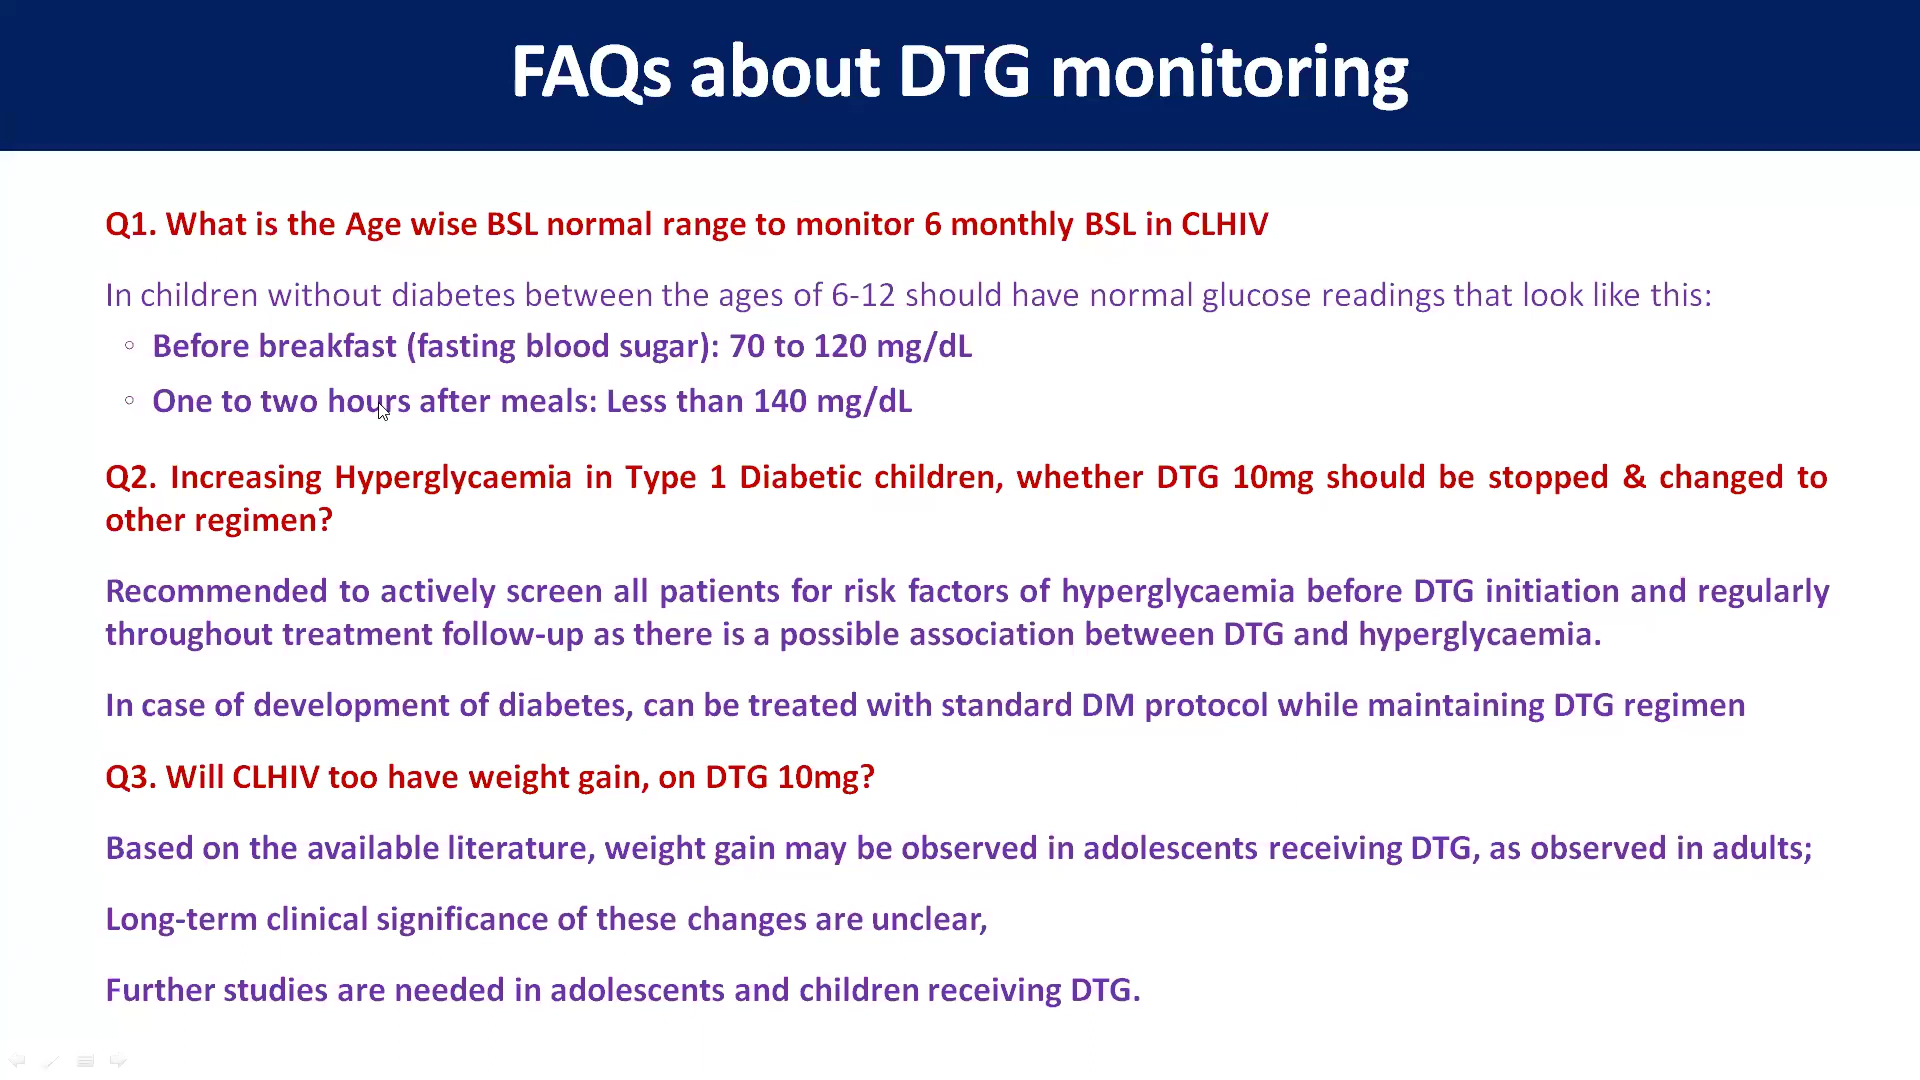 FAQs about DTG monitoring
Q1. What is the Age wise BSL normal range to monitor 6 monthly BSL in CLHIV
In children without diabetes between the ages of 6-12 should have normal glucose readings that look like this:
◦ Before breakfast (fasting blood sugar): 70 to 120 mg/dL
◦ One to two hours after meals: Less than 140 mg/dL
Q2. Increasing Hyperglycaemia in Type 1 Diabetic children, whether DTG 10mg should be stopped & changed to
other regimen?
Recommended to actively screen all patients for risk factors of hyperglycaemia before DTG initiation and regularly
throughout treatment follow-up as there is a possible association between DTG and hyperglycaemia.
In case of development of diabetes, can be treated with standard DM protocol while maintaining DTG regimen
Q3. Will CLHIV too have weight gain, on DTG 10mg?
Based on the available literature, weight gain may be observed in adolescents receiving DTG, as observed in adults;
Long-term clinical significance of these changes are unclear,
Further studies are needed in adolescents and children receiving DTG.